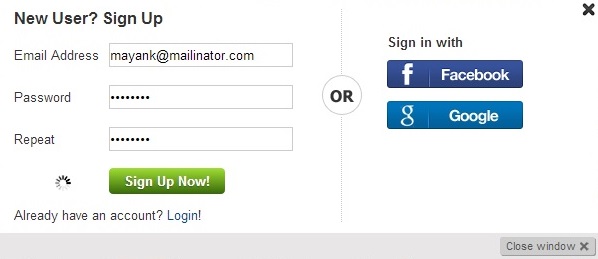 New User? Sign Up
Email Address mayank@mailinator.com
Password ••••••••
Repeat ••••••••
Sign Up Now!
Already have an account? Login!
OR
Sign in with
f Facebook
g Google
Close window ✕